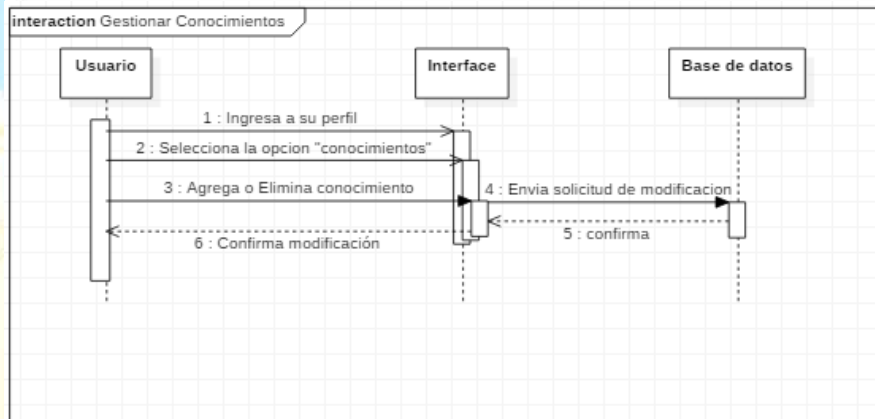 interaction Gestionar Conocimientos
Usuario
Interface
Base de datos
1 : Ingresa a su perfil
2 : Selecciona la opcion "conocimientos"
3 : Agrega o Elimina conocimiento
4 : Envia solicitud de modificacion
5 : confirma
6 : Confirma modificación